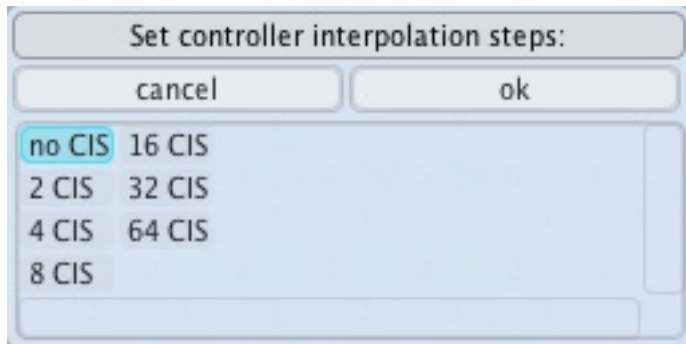 Set controller interpolation steps:
cancel ok
no CIS 16 CIS
2 CIS 32 CIS
4 CIS 64 CIS
8 CIS